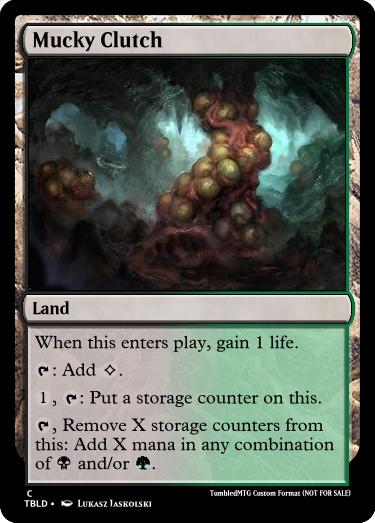 Mucky Clutch
Land
When this enters play, gain 1 life.
: Add .
1 , : Put a storage counter on this.
, Remove X storage counters from
this: Add X mana in any combination
of and/or .
C
TBLD • Lukasz Jaskolski
TumbledMTG Custom Format (NOT FOR SALE)